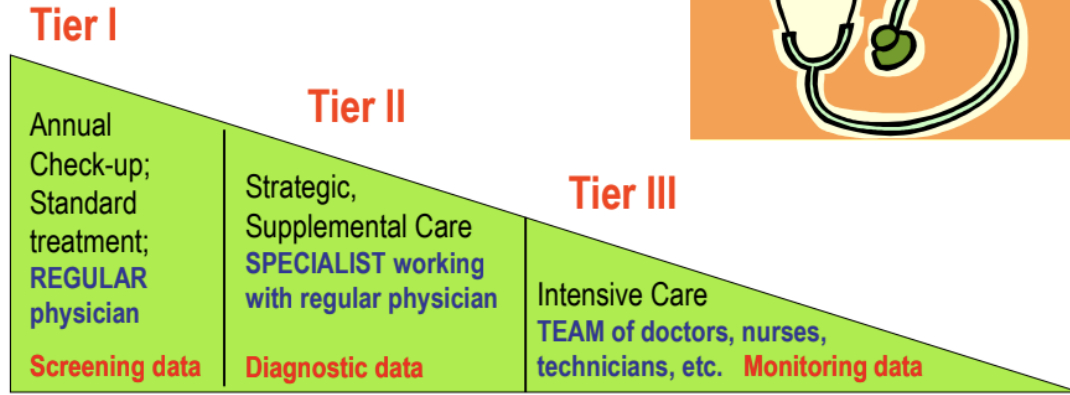 Tier I
Annual
Check-up;
Standard
treatment;
REGULAR
physician
Screening data
Tier II
Strategic,
Supplemental Care
SPECIALIST working
with regular physician
Diagnostic data
Tier III
Intensive Care
TEAM of doctors, nurses,
technicians, etc. Monitoring data